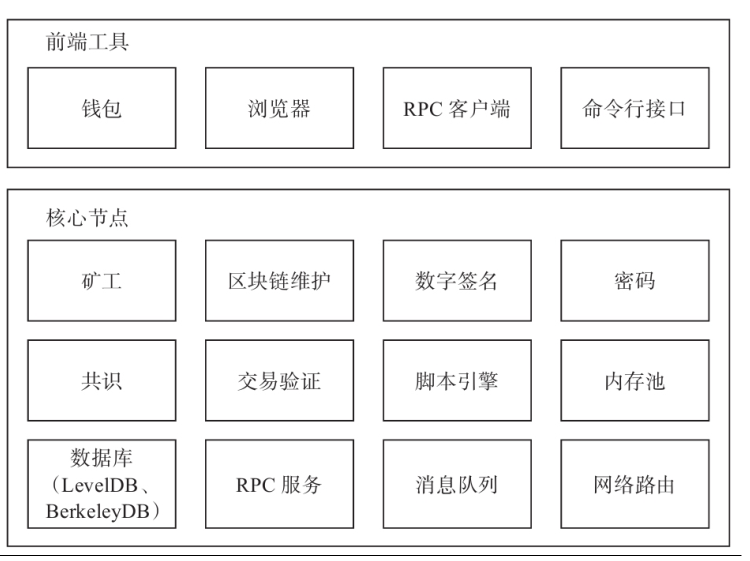 前端工具
钱包
浏览器
RPC 客户端
命令行接口
核心节点
矿工
区块链维护
数字签名
密码
共识
交易验证
脚本引擎
内存池
数据库
（LevelDB、
BerkeleyDB）
RPC 服务
消息队列
网络路由